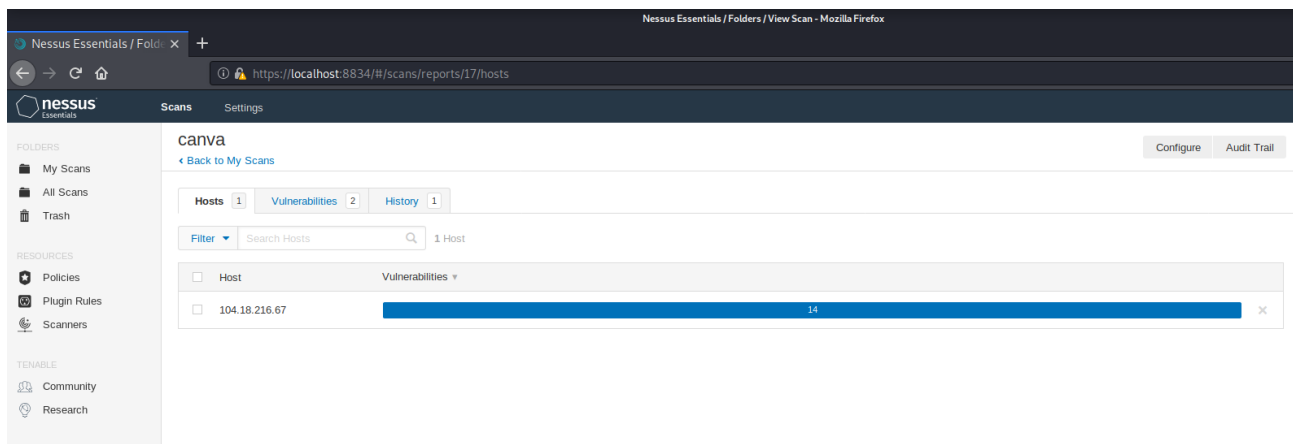 Nessus Essentials / Folders / View Scan - Mozilla Firefox
Nessus Essentials / Folde
https://localhost:8834/#/scans/reports/17/hosts
nessus Scans Settings
Essentials
FOLDERS
My Scans
All Scans
Trash
RESOURCES
Policies
Plugin Rules
Scanners
TENABLE
Community
Research
canva
Configure Audit Trail
Back to My Scans
Hosts 1 Vulnerabilities 2 History 1
Filter Search Hosts 1 Host
Host Vulnerabilities
104.18.216.67 14